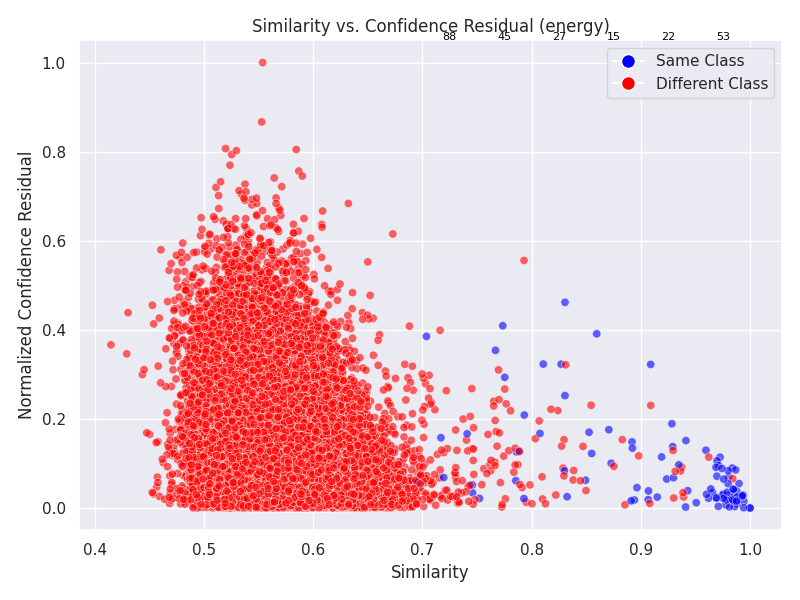 Similarity vs. Confidence Residual (energy)
88 45 27 15 22 53
Same Class
Different Class
1.0
0.8
0.6
0.4
0.2
0.0
Normalized Confidence Residual
0.4 0.5 0.6 0.7 0.8 0.9 1.0
Similarity